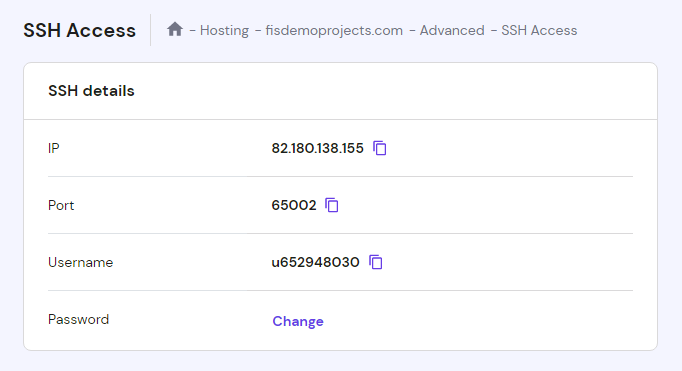 SSH Access - Hosting - fisdemoprojects.com - Advanced - SSH Access
SSH details
IP 82.180.138.155
Port 65002
Username u652948030
Password Change